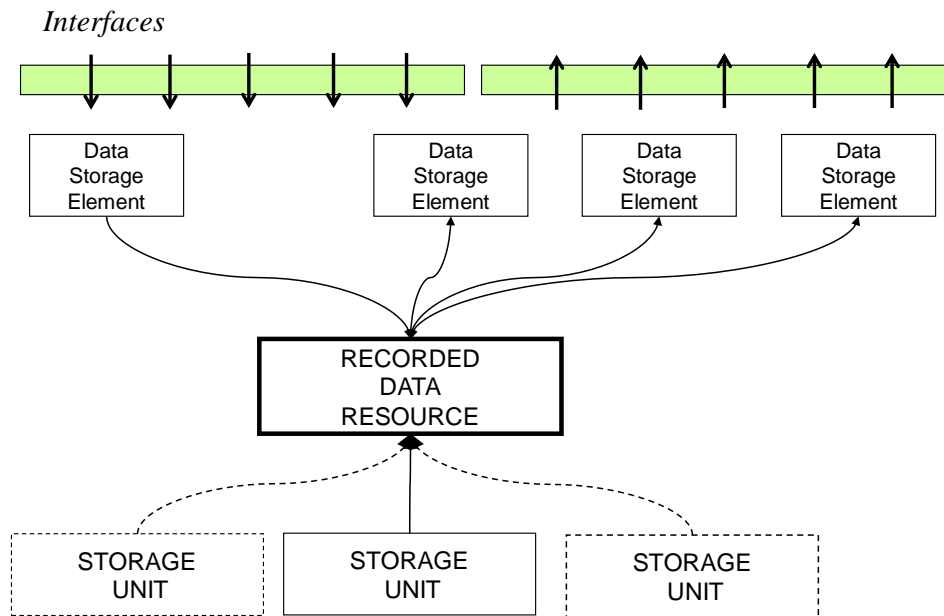 Interfaces
Data
Storage
Element
Data
Storage
Element
Data
Storage
Element
Data
Storage
Element
RECORDED
DATA
RESOURCE
STORAGE
UNIT
STORAGE
UNIT
STORAGE
UNIT